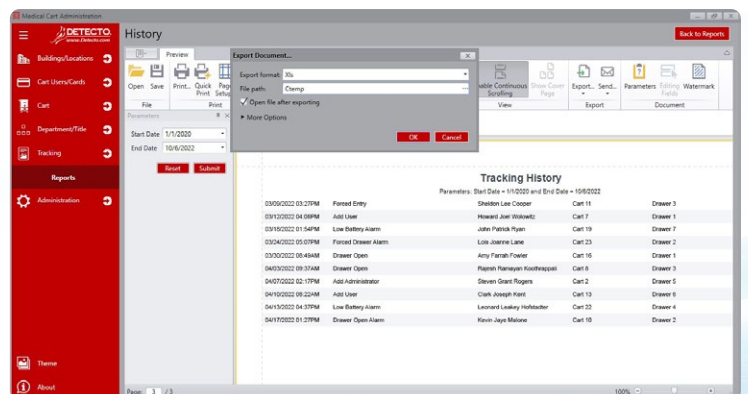 Medical Cart Administration
DETECTO.
www.Detecto.com
History
Back to Reports
Buildings/Locations
Cart Users/Cards
Cart
Department/Title
Tracking
Reports
Administration
Theme
About
Preview
Open Save Print... Quick Print Page Setup
File Print
Export Document...
Export format: Xls
File path: Ctemp
Open file after exporting
More Options
OK Cancel
able Continuous Scrolling Show Cover Page Export... Send... Parameters Editing Fields Watermark
View Export Document
Parameters
Start Date 1/1/2020
End Date 10/6/2022
Reset Submit
Tracking History
Parameters: Start Date = 1/1/2020 and End Date = 10/6/2022
03/09/2022 03:27PM Forced Entry Sheldon Lee Cooper Cart 11 Drawer 3
03/12/2022 04:09PM Add User Howard Joel Wolowitz Cart 7 Drawer 1
03/15/2022 01:54PM Low Battery Alarm John Patrick Ryan Cart 19 Drawer 7
03/24/2022 05:07PM Forced Drawer Alarm Lois Joanne Lane Cart 23 Drawer 2
03/30/2022 08:49AM Drawer Open Amy Farrah Fowler Cart 16 Drawer 1
04/03/2022 09:37AM Drawer Open Rajesh Ramayan Koothrappali Cart 8 Drawer 3
04/07/2022 02:17PM Add Administrator Steven Grant Rogers Cart 2 Drawer 5
04/10/2022 08:22AM Add User Clark Joseph Kent Cart 13 Drawer 6
04/13/2022 04:37PM Low Battery Alarm Leonard Leakey Hofstadter Cart 22 Drawer 4
04/17/2022 01:27PM Drawer Open Alarm Kevin Jaye Malone Cart 10 Drawer 2
Page: 3 / 3
100%